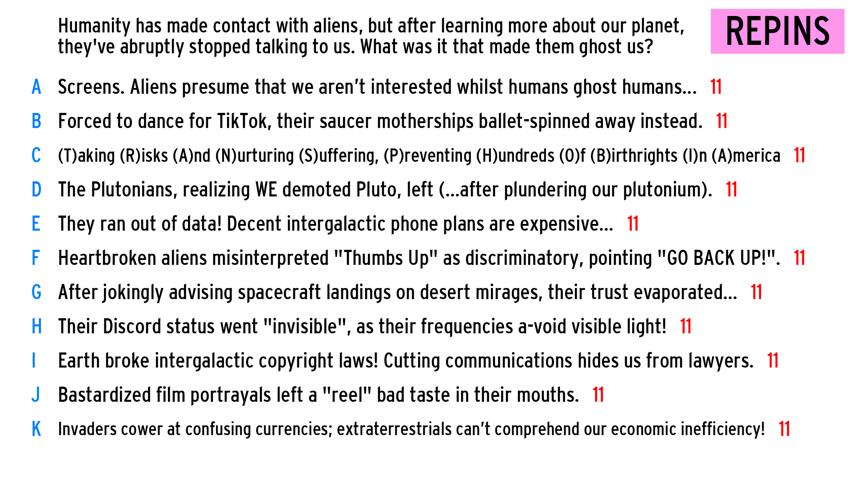 Humanity has made contact with aliens, but after learning more about our planet,
they've abruptly stopped talking to us. What was it that made them ghost us?
REPINS
A Screens. Aliens presume that we aren't interested whilst humans ghost humans... 11
B Forced to dance for TikTok, their saucer motherships ballet-spinned away instead. 11
C (T)aking (R)isks (A)nd (N)urturing (S)uffering, (P)reventing (H)undreds (O)f (B)irthrights (I)n (A)merica 11
D The Plutonians, realizing WE demoted Pluto, left (...after plundering our plutonium). 11
E They ran out of data! Decent intergalactic phone plans are expensive... 11
F Heartbroken aliens misinterpreted "Thumbs Up" as discriminatory, pointing "GO BACK UP!". 11
G After jokingly advising spacecraft landings on desert mirages, their trust evaporated... 11
H Their Discord status went "invisible", as their frequencies a-void visible light! 11
I Earth broke intergalactic copyright laws! Cutting communications hides us from lawyers. 11
J Bastardized film portrayals left a "reel" bad taste in their mouths. 11
K Invaders cower at confusing currencies; extraterrestrials can't comprehend our economic inefficiency! 11